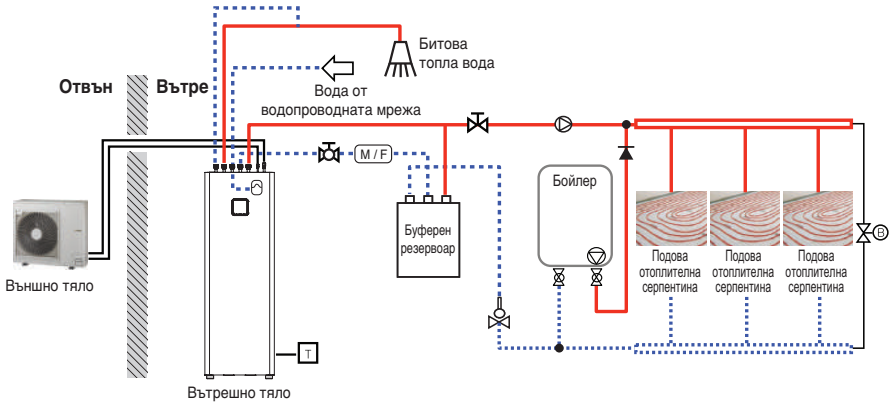 Битова
топла вода
Отвън
Вътре
Вода от
водопроводната мрежа
M / F
Бойлер
Буферен
резервоар
B
Външно тяло
Подова
отоплителна
серпентина
Подова
отоплителна
серпентина
Подова
отоплителна
серпентина
T
Вътрешно тяло